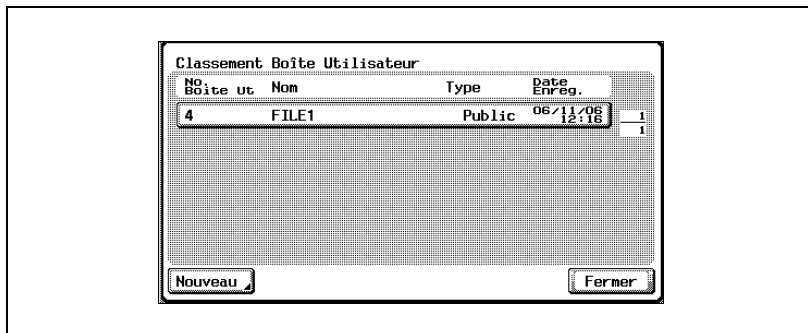 Classement Boîte Utilisateur
No. Boite Ut Nom Type Date Enreg.
4 FILE1 Public 06/11/06 12:16
1
1
Nouveau Fermer